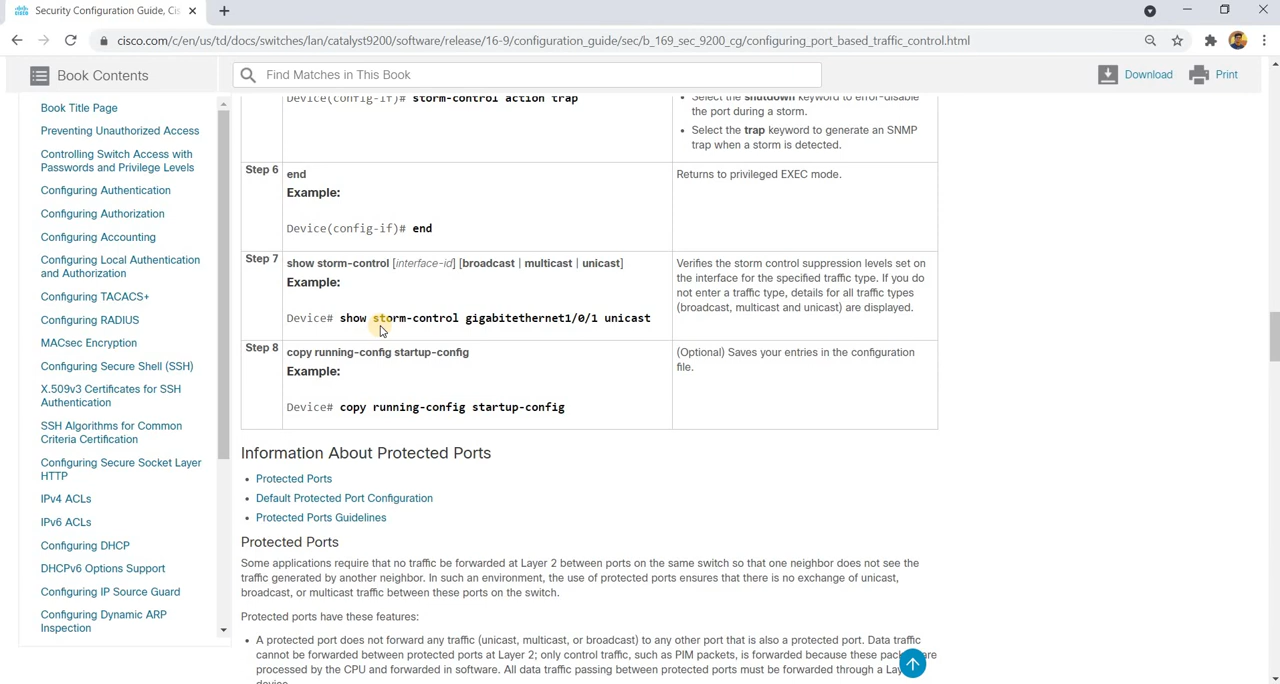 Security Configuration Guide, Cis
cisco.com/c/en/us/td/docs/switches/lan/catalyst9200/software/release/16-9/configuration_guide/sec/b_169_sec_9200_cg/configuring_port_based_traffic_control.html
Book Contents
Find Matches in This Book
Download
Print
Book Title Page
Preventing Unauthorized Access
Controlling Switch Access with
Passwords and Privilege Levels
Configuring Authentication
Configuring Authorization
Configuring Accounting
Configuring Local Authentication
and Authorization
Configuring TACACS+
Configuring RADIUS
MACsec Encryption
Configuring Secure Shell (SSH)
X.509v3 Certificates for SSH
Authentication
SSH Algorithms for Common
Criteria Certification
Configuring Secure Socket Layer
HTTP
IPv4 ACLs
IPv6 ACLs
Configuring DHCP
DHCPv6 Options Support
Configuring IP Source Guard
Configuring Dynamic ARP
Inspection
Device(config-if)# storm-control action trap
• Select the shutdown keyword to error-disable
the port during a storm.
• Select the trap keyword to generate an SNMP
trap when a storm is detected.
Step 6
end
Example:
Device(config-if)# end
Returns to privileged EXEC mode.
Step 7
show storm-control [interface-id] [broadcast | multicast | unicast]
Example:
Device# show storm-control gigabitethernet1/0/1 unicast
Verifies the storm control suppression levels set on
the interface for the specified traffic type. If you do
not enter a traffic type, details for all traffic types
(broadcast, multicast and unicast) are displayed.
Step 8
copy running-config startup-config
Example:
Device# copy running-config startup-config
(Optional) Saves your entries in the configuration
file.
Information About Protected Ports
• Protected Ports
• Default Protected Port Configuration
• Protected Ports Guidelines
Protected Ports
Some applications require that no traffic be forwarded at Layer 2 between ports on the same switch so that one neighbor does not see the
traffic generated by another neighbor. In such an environment, the use of protected ports ensures that there is no exchange of unicast,
broadcast, or multicast traffic between these ports on the switch.
Protected ports have these features:
• A protected port does not forward any traffic (unicast, multicast, or broadcast) to any other port that is also a protected port. Data traffic
cannot be forwarded between protected ports at Layer 2; only control traffic, such as PIM packets, is forwarded because these
processed by the CPU and forwarded in software. All data traffic passing between protected ports must be forwarded through a
device.